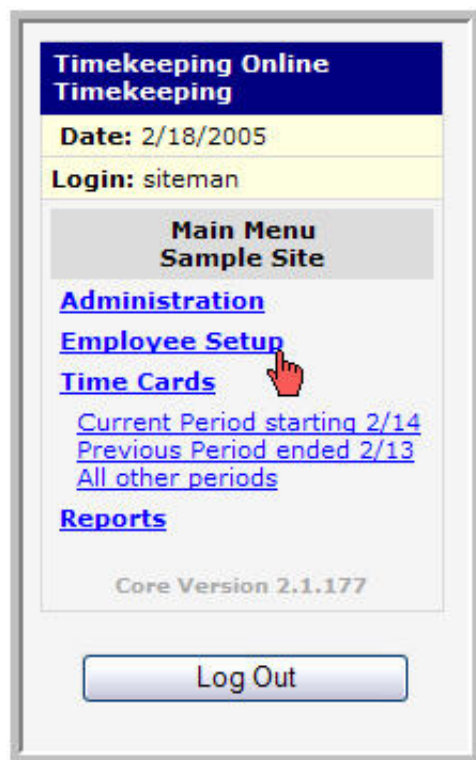 Timekeeping Online
Timekeeping
Date: 2/18/2005
Login: siteman
Main Menu
Sample Site
Administration
Employee Setup
Time Cards
Current Period starting 2/14
Previous Period ended 2/13
All other periods
Reports
Core Version 2.1.177
Log Out